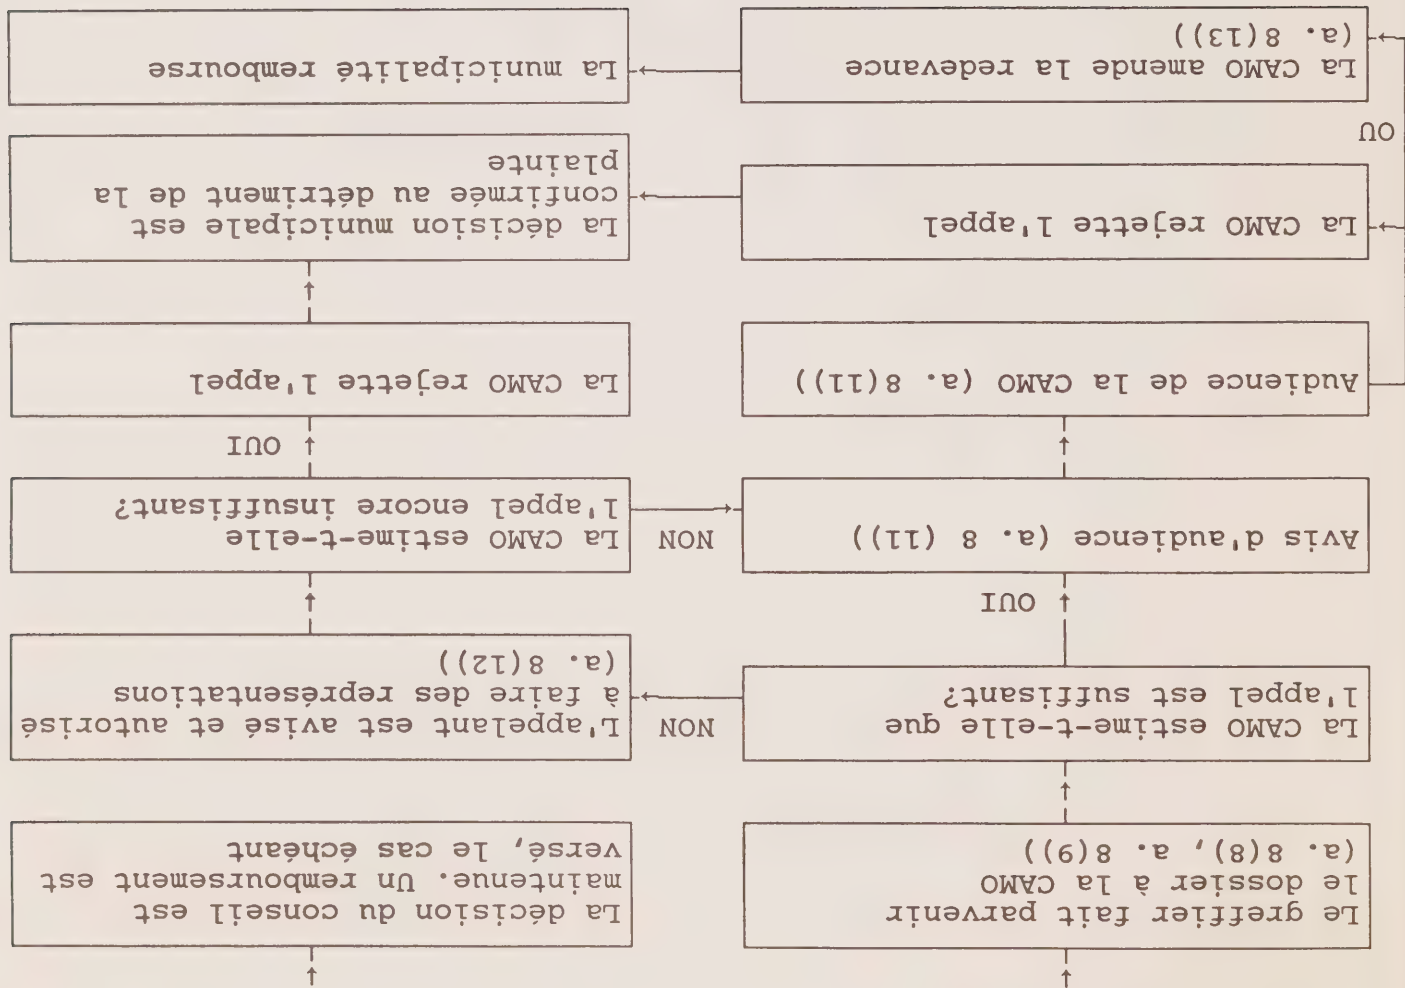 Le greffier fait parvenir
le dossier à la CAMO
(a. 8(8), a. 8(9))
La décision du conseil est
maintenue. Un remboursement est
versé, le cas échéant
La CAMO estime-t-elle que
l'appel est suffisant?
NON
L'appelant est avisé et autorisé
à faire des représentations
(a. 8(12))
OUI
Avis d'audience (a. 8 (11))
NON
La CAMO estime-t-elle
l'appel encore insuffisant?
OUI
Audience de la CAMO (a. 8(11))
La CAMO rejette l'appel
La CAMO rejette l'appel
La décision municipale est
confirmée au détriment de la
plainte
OU
La CAMO amende la redevance
(a. 8(13))
La municipalité rembourse